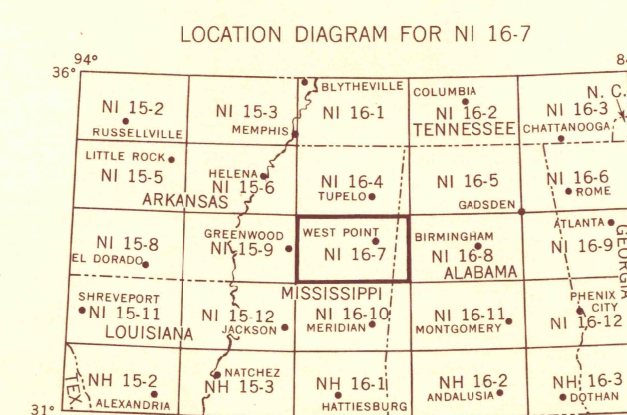 LOCATION DIAGRAM FOR NI 16-7
94°
84
36°
BLYTHEVILLE
COLUMBIA
N. C.
NI 15-2
NI 15-3
NI 16-1
NI 16-2
NI 16-3
RUSSELLVILLE
MEMPHIS
TENNESSEE
CHATTANOOGA
LITTLE ROCK
HELENA
NI 15-5
NI 15-6
NI 16-4
NI 16-5
NI 16-6
TUPELO
ROME
ARKANSAS
GADSDEN
ATLANTA
GREENWOOD
WEST POINT
BIRMINGHAM
GEORGIA
NI 15-8
NI 15-9
NI 16-7
NI 16-8
NI 16-9
EL DORADO
ALABAMA
MISSISSIPPI
SHREVEPORT
PHENIX
CITY
NI 15-11
NI 15-12
NI 16-10
NI 16-11
NI 16-12
LOUISIANA
JACKSON
MERIDIAN
MONTGOMERY
NATCHEZ
TEX
NH 15-2
NH 15-3
NH 16-1
NH 16-2
NH 16-3
ALEXANDRIA
HATTIESBURG
ANDALUSIA
DOTHAN
31°